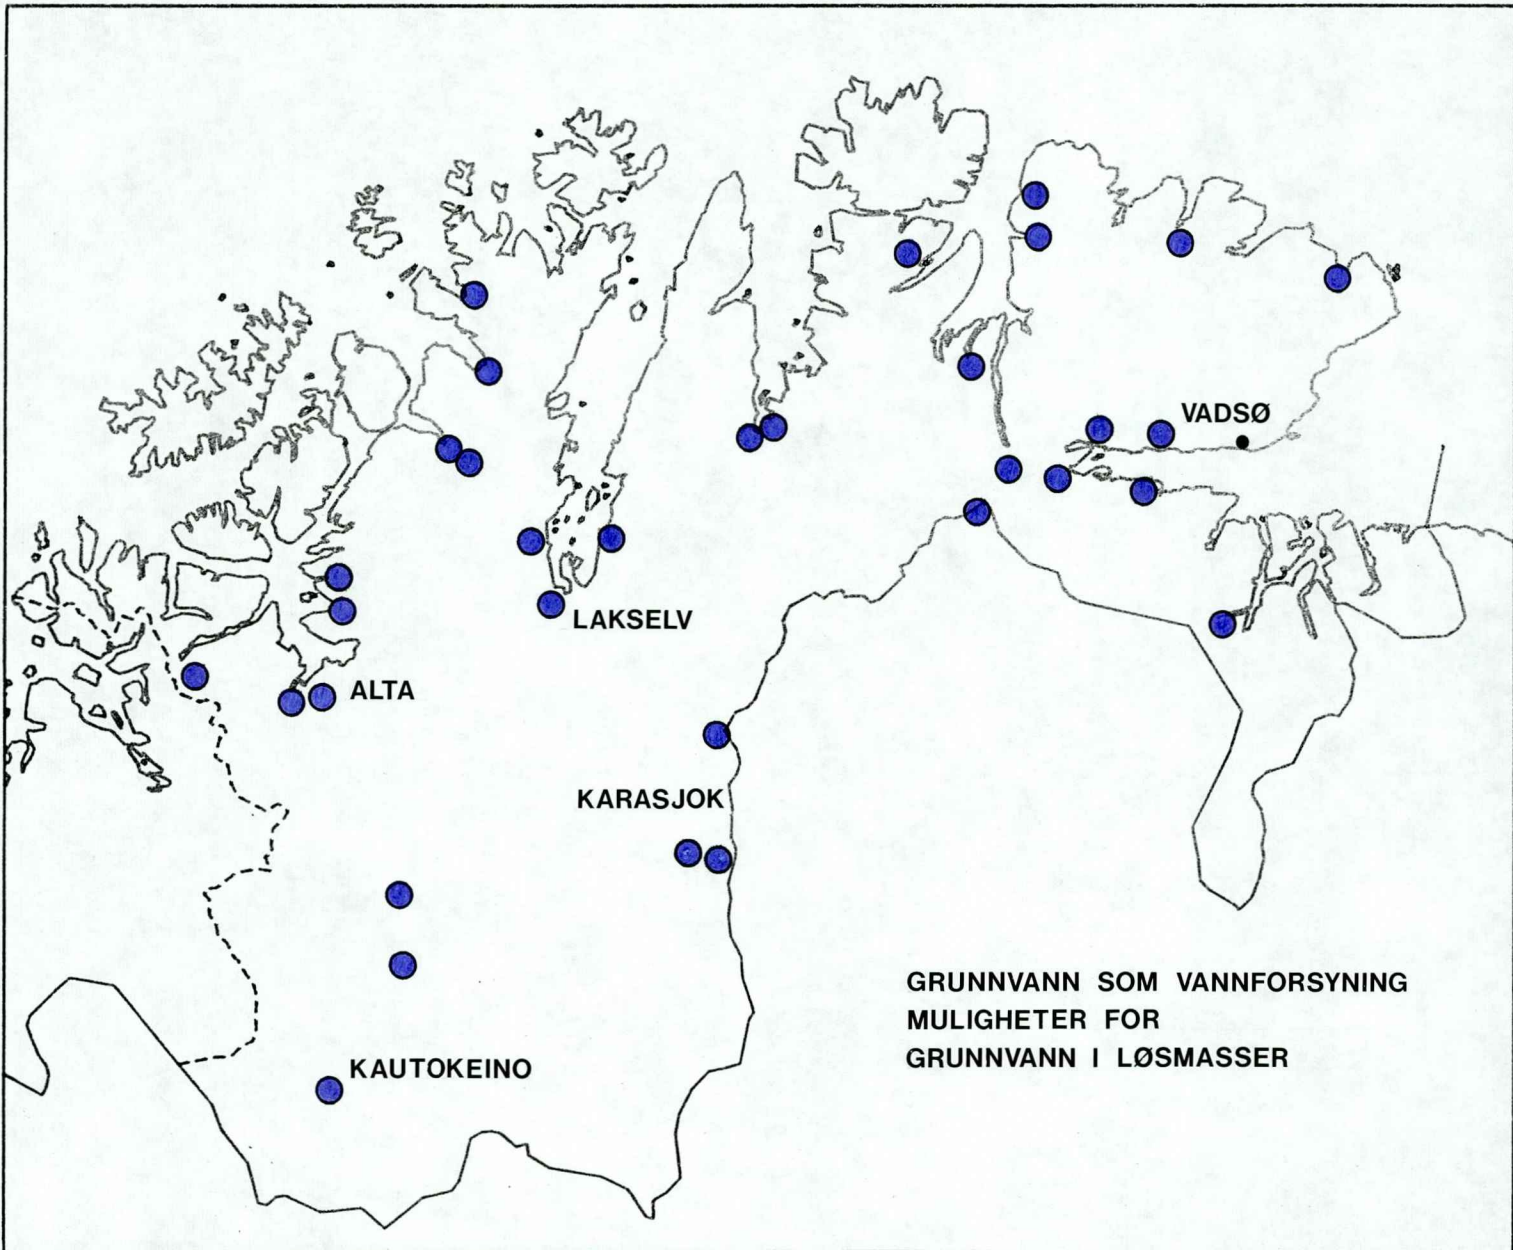 VADSØ
LAKSELV
ALTA
KARASJOK
GRUNNVANN SOM VANNFORSYNING
MULIGHETER FOR
GRUNNVANN I LØSMASSER
KAUTOKEINO